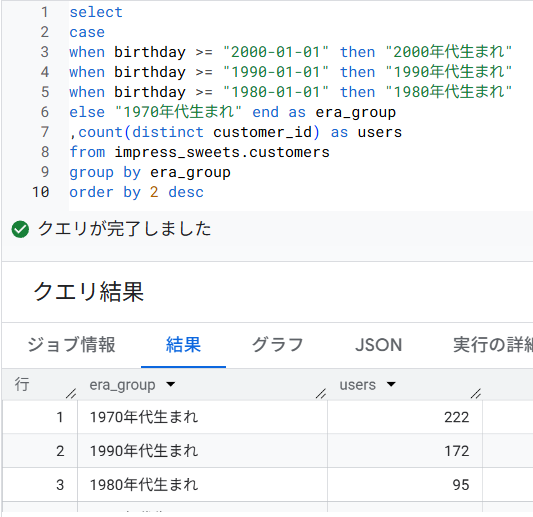 1 select
2 case
3 when birthday >= "2000-01-01" then "2000年代生まれ"
4 when birthday >= "1990-01-01" then "1990年代生まれ"
5 when birthday >= "1980-01-01" then "1980年代生まれ"
6 else "1970年代生まれ" end as era_group
7 ,count(distinct customer_id) as users
8 from impress_sweets.customers
9 group by era_group
10 order by 2 desc
クエリが完了しました
クエリ結果
ジョブ情報 結果 グラフ JSON 実行の詳細
行 era_group users
1 1970年代生まれ 222
2 1990年代生まれ 172
3 1980年代生まれ 95